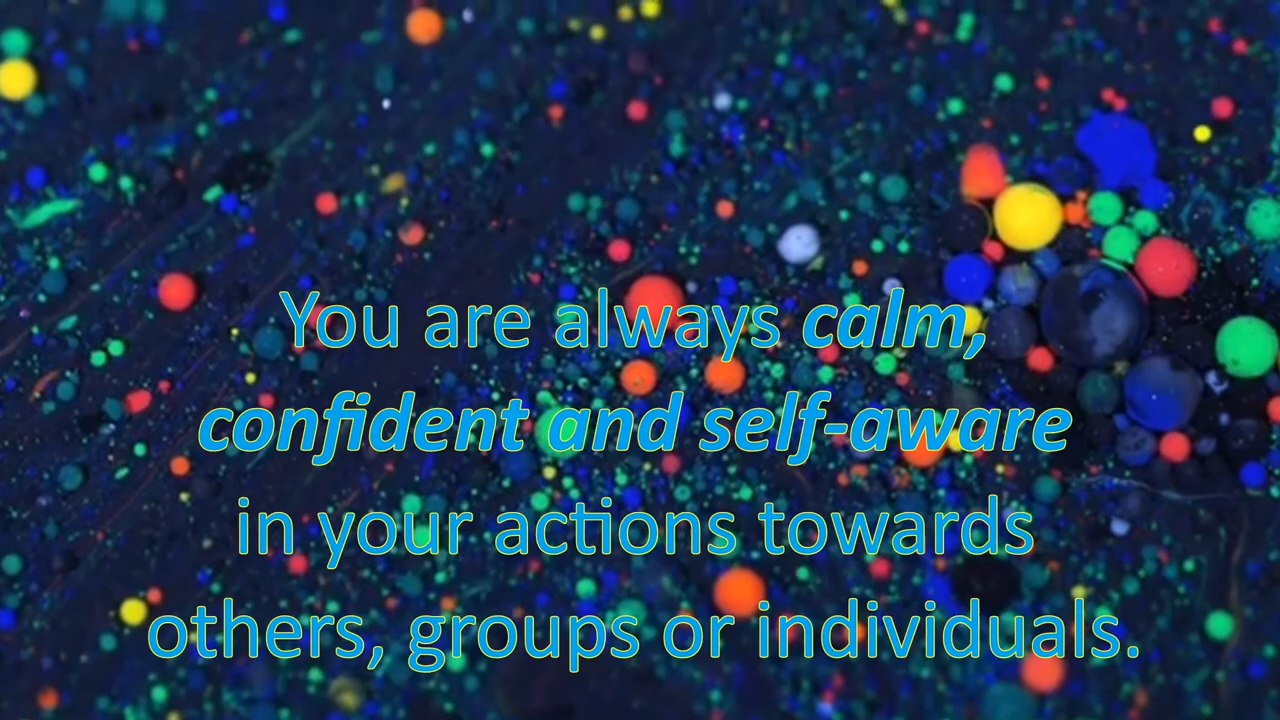 You are always calm,
confident and self-aware
in your actions towards
others, groups or individuals.